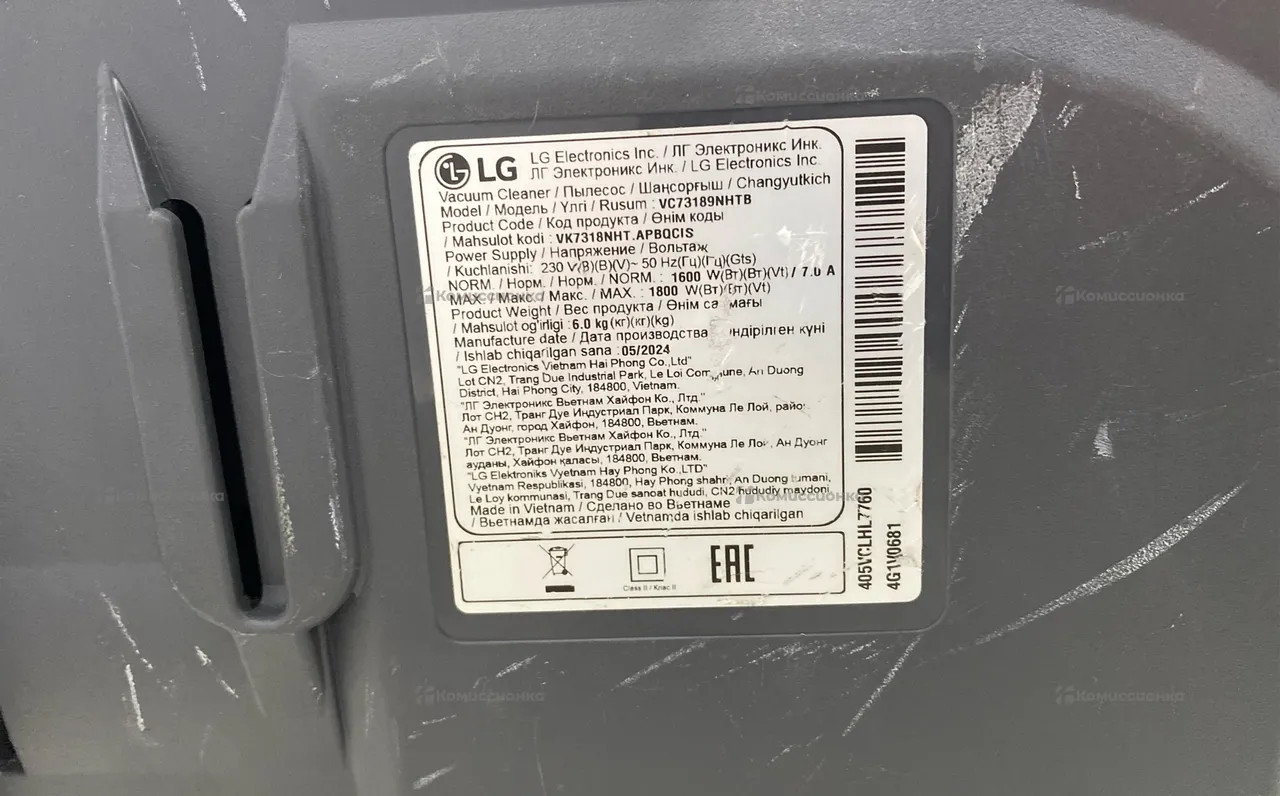 LG
LG Electronics Inc. / ЛГ Электроникс Инк.
ЛГ Электроникс Инк. / LG Electronics Inc.
Vacuum Cleaner / Пылесос / Шаңсорғыш / Changyutkich
Model / Модель / Үлгі / Rusum : VC73189NHTB
Product Code / Код продукта / Өнім коды
/ Mahsulot kodi : VK7318NHT.APBQCIS
Power Supply / Напряжение / Вольтаж
/ Kuchlanishi: 230 V(В)(В)(V)~ 50 Hz(Гц)(Гц)(Gts)
NORM. / Норм. / Норм. / NORM. : 1600 W(Вт)(Вт)(Vt) / 7.0 A
MAX. / Макс. / Макс. / MAX. : 1800 W(Вт)(Вт)(Vt)
Product Weight / Вес продукта / Өнім
/ Mahsulot og'irligi :6.0 kg(кг)(кг)(kg)
Manufacture date / Дата производства күні
/ Ishlab chiqarilgan sana :05/2024
"LG Electronics Vietnam Hai Phong Co.,Ltd"
Lot CN2, Trang Due Industrial Park, Le Loi An Duong
District, Hai Phong City, 184800, Vietnam.
"ЛГ Электроникс Вьетнам Хайфон Ко., Лтд."
Лот CH2, Транг Дуе Индустриал Парк, Коммуна Ле Лой,
Ан Дуонг, город Хайфон, 184800, Вьетнам.
"ЛГ Электроникс Вьетнам Хайфон Ко., Лтд."
Лот CH2, Транг Дуе Индустриал Парк, Коммуна Ле Лой, Ан Дуонг
ауданы, Хайфон қаласы, 184800, Вьетнам.
"LG Elektroniks Vyetnam Hay Phong Ko.,LTD"
Vyetnam Respublikasi, 184800, Hay Phong shahri, An Duong tumani,
Le Loy kommunasi, Trang Due sanoat hududi, CN2 hududiy maydoni
Made in Vietnam / Сделано во Вьетнаме
/ Вьетнамда жасалған / Vetnamda ishlab chiqarilgan
Class II / Клас II
EAC
405VCLHL7760
4G1V0681
Комиссионка
Комиссионка
Комиссионка
Комиссионка
Комиссионка
Комиссионка
Комиссионка